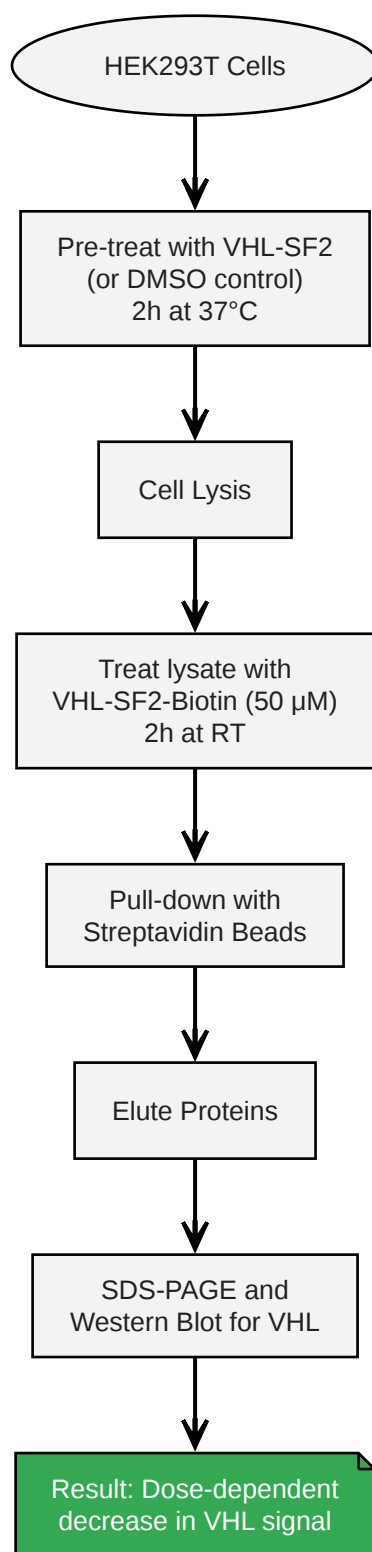 HEK293T Cells
Pre-treat with VHL-SF2
(or DMSO control)
2h at 37°C
Cell Lysis
Treat lysate with
VHL-SF2-Biotin (50 μM)
2h at RT
Pull-down with
Streptavidin Beads
Elute Proteins
SDS-PAGE and
Western Blot for VHL
Result: Dose-dependent
decrease in VHL signal